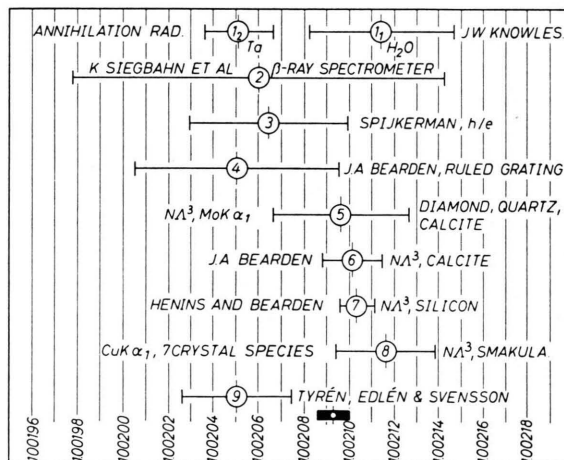 ANNIHILATION RAD. 1₂ 1₁ J.W KNOWLES
Ta H₂O
K SIEGBAHN ET AL 2 β-RAY SPECTROMETER
3 SPIJKERMAN, h/e
4 J.A BEARDEN, RULED GRATING
NΛ³, MoKα₁ 5 DIAMOND, QUARTZ,
CALCITE
J.A BEARDEN 6 NΛ³, CALCITE
HENINS AND BEARDEN 7 NΛ³, SILICON
CuKα₁, 7CRYSTAL SPECIES 8 NΛ³, SMAKULA
9 TYRÉN, EDLÉN & SVENSSON
100196
100198
100200
100202
100204
100206
100208
100210
100212
100214
100216
100218